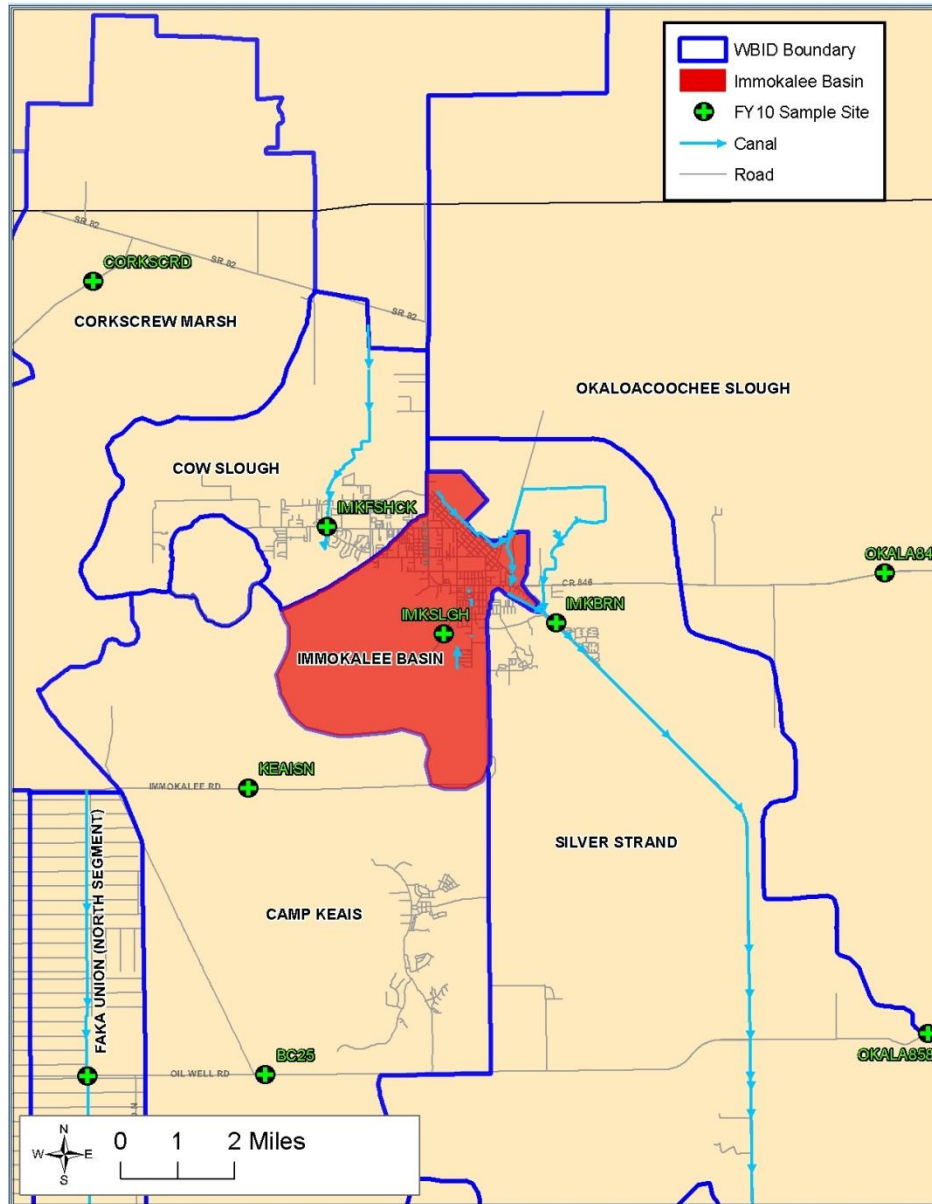 WBID Boundary
Immokalee Basin
FY10 Sample Site
Canal
Road
SR 82
SR 82
SR 82
CORKSCRD
CORKSCREW MARSH
OKALOACOOCHEE SLOUGH
COW SLOUGH
IMKFSHCK
OKALA84
CR 846
IMKBRN
IMKSLGH
IMMOKALEE BASIN
KEAISN
IMMOKALEE RD
SILVER STRAND
FAKA UNION (NORTH SEGMENT)
CAMP KEAIS
BC25
OIL WELL RD
OKALA858
N
W E
S
0 1 2 Miles